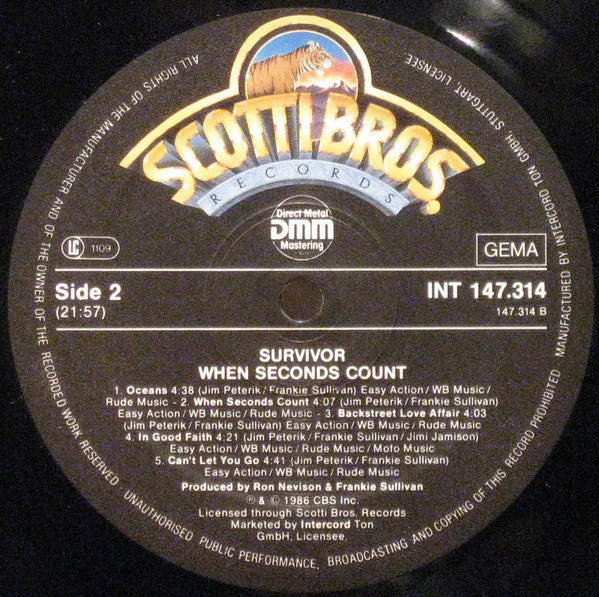 ALL RIGHTS OF THE MANUFACTURER AND OF THE OWNER OF THE RECORDED WORK RESERVED UNAUTHORISED PUBLIC PERFORMANCE, BROADCASTING AND COPYING OF THIS RECORD PROHIBITED MANUFACTURED BY INTERCORD TON GMBH, STUTTGART LICENSEE
SCOTTI BROS.
RECORDS
Direct Metal
DMM
Mastering
LC 1109
GEMA
Side 2
(21:57)
INT 147.314
147.314 B
SURVIVOR
WHEN SECONDS COUNT
1. Oceans 4:38 (Jim Peterik/Frankie Sullivan) Easy Action/WB Music/
Rude Music - 2. When Seconds Count 4:07 (Jim Peterik/Frankie Sullivan)
Easy Action/WB Music/Rude Music - 3. Backstreet Love Affair 4:03
(Jim Peterik/Frankie Sullivan) Easy Action/WB Music/Rude Music
4. In Good Faith 4:21 (Jim Peterik/Frankie Sullivan/Jimi Jamison)
Easy Action/WB Music/Rude Music/Mofo Music
5. Can't Let You Go 4:41 (Jim Peterik/Frankie Sullivan)
Easy Action/WB Music/Rude Music
Produced by Ron Nevison & Frankie Sullivan
℗ & © 1986 CBS Inc.
Licensed through Scotti Bros. Records
Marketed by Intercord Ton
GmbH, Licensee.